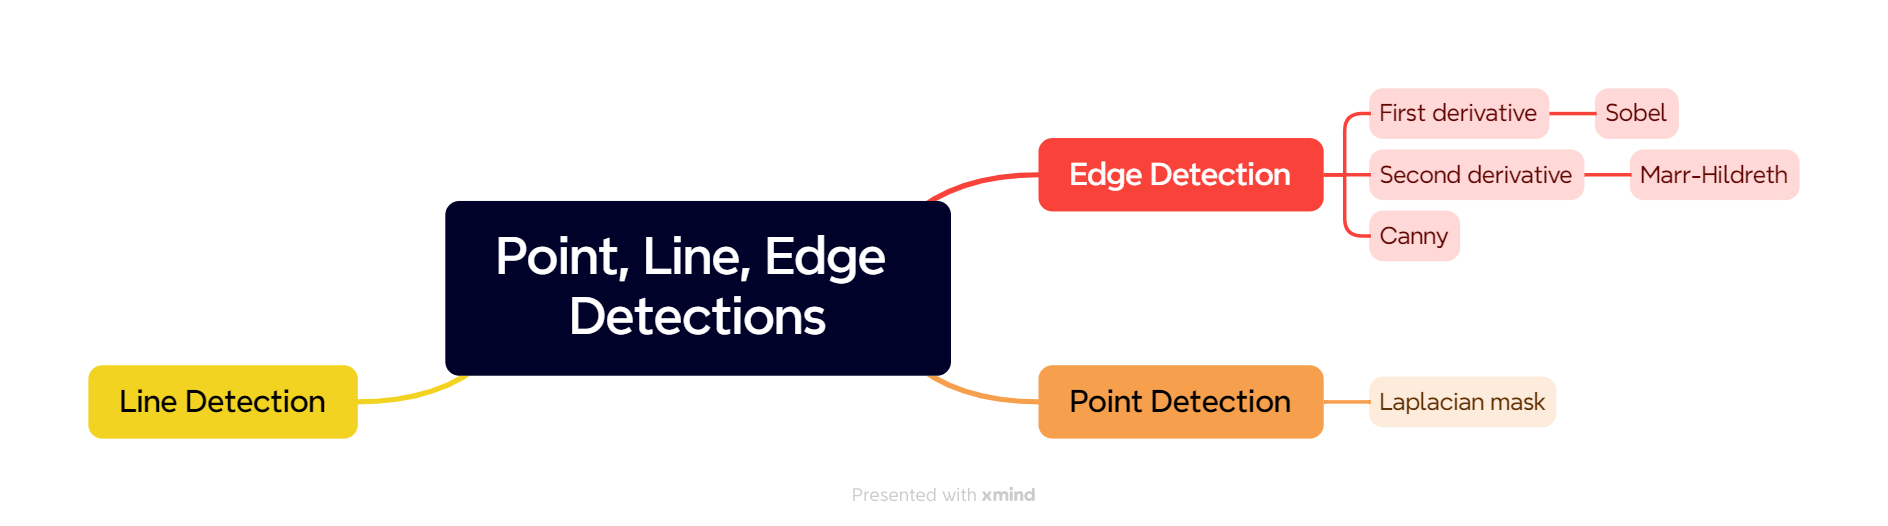 Point, Line, Edge
Detections
Edge Detection
First derivative
Sobel
Second derivative
Marr-Hildreth
Canny
Point Detection
Laplacian mask
Line Detection
Presented with xmind